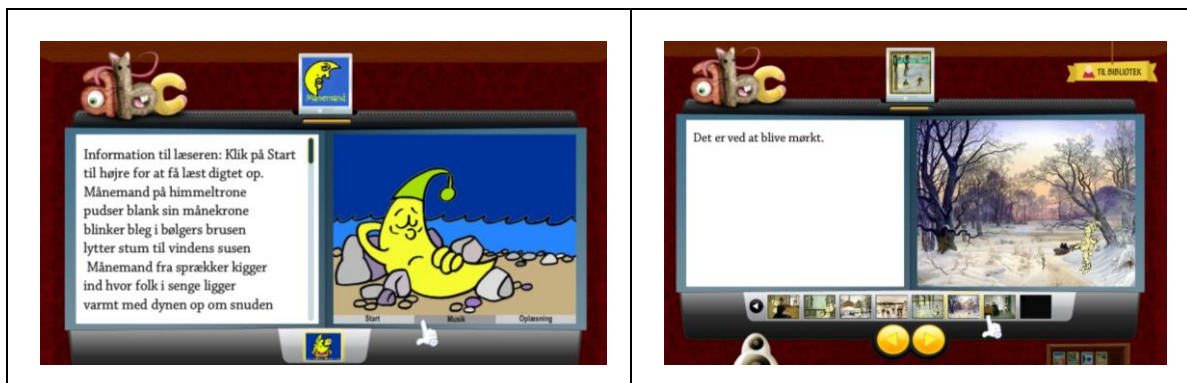 abc
Månemand
Information til læseren: Klik på Start
til højre for at få læst digtet op.
Månemand på himmeltrone
pudser blank sin månekrone
blinker bleg i bølgers brusen
lytter stum til vindens susen
Månemand fra sprækker kigger
ind hvor folk i senge ligger
varmt med dynen op om snuden
Start
Musik
Oplæsning
abc
TIL BIBLIOTEK
Det er ved at blive mørkt.